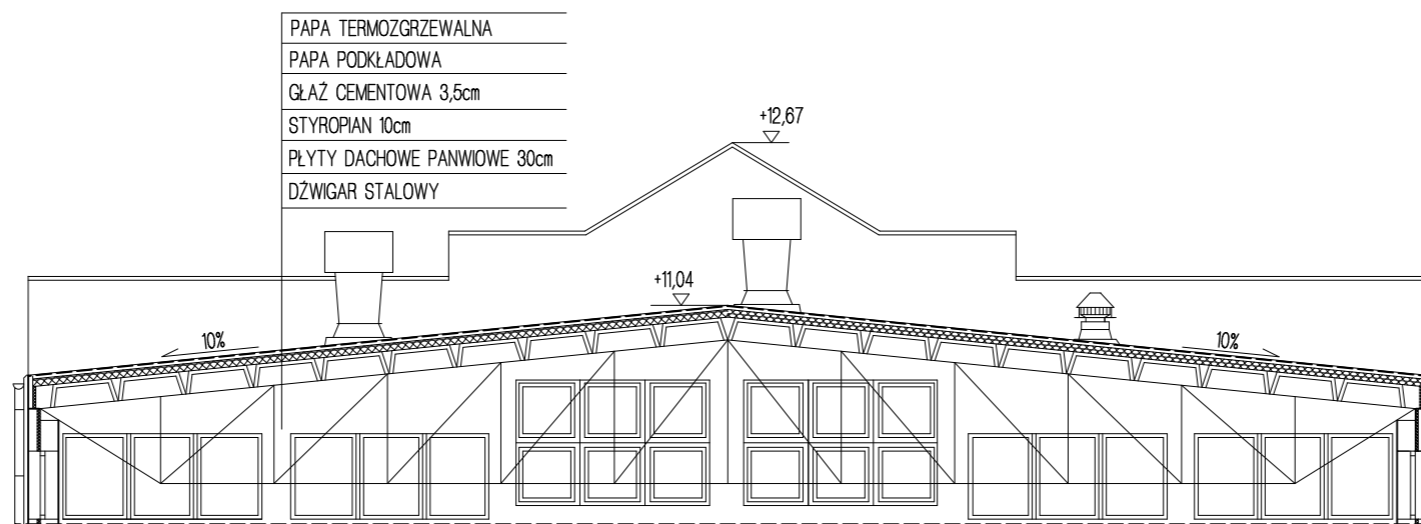 PAPA TERMOZGRZEWALNA
PAPA PODKŁADOWA
GŁAŹ CEMENTOWA 3,5cm
STYROPIAN 10cm
PŁYTY DACHOWE PANWIOWE 30cm
DŹWIGAR STALOWY
+12,67
+11,04
10%
10%